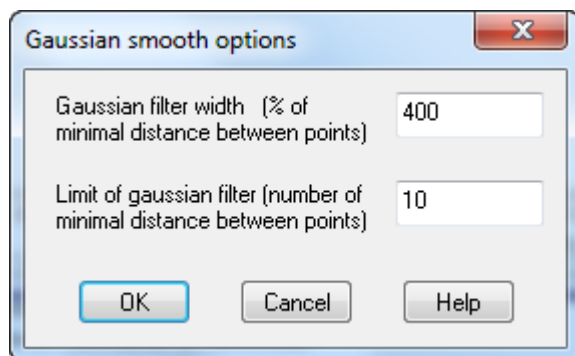 Gaussian smooth options
Gaussian filter width (% of
minimal distance between points)
400
Limit of gaussian filter (number of
minimal distance between points)
10
OK
Cancel
Help